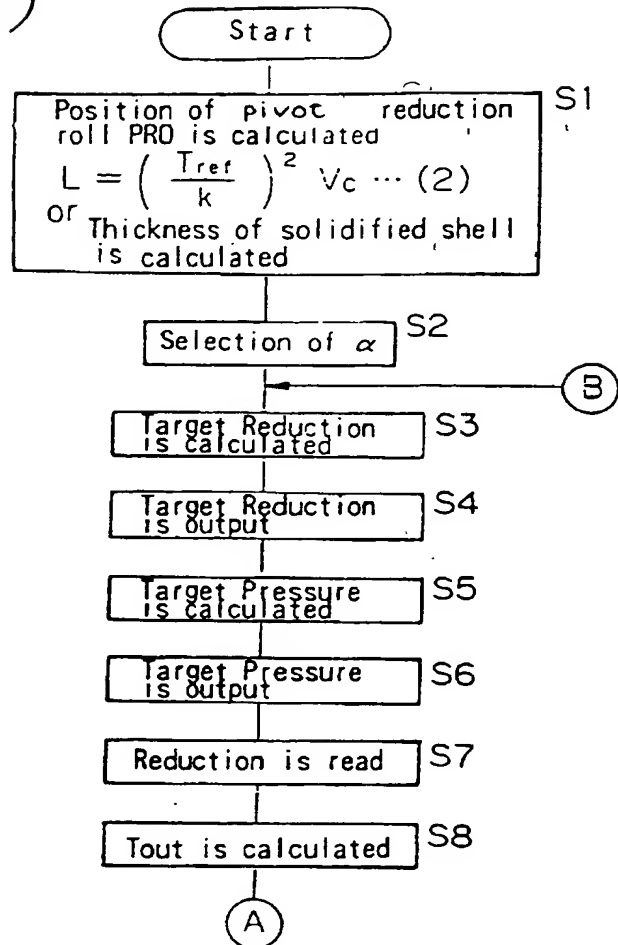 Start
Position of pivot reduction S1
roll PRO is calculated
L = ( Tref / k )² Vc ··· (2)
or Thickness of solidified shell
is calculated
Selection of α S2
B
Target Reduction S3
is calculated
Target Reduction S4
is output
Target Pressure S5
is calculated
Target Pressure S6
is output
Reduction is read S7
Tout is calculated S8
A